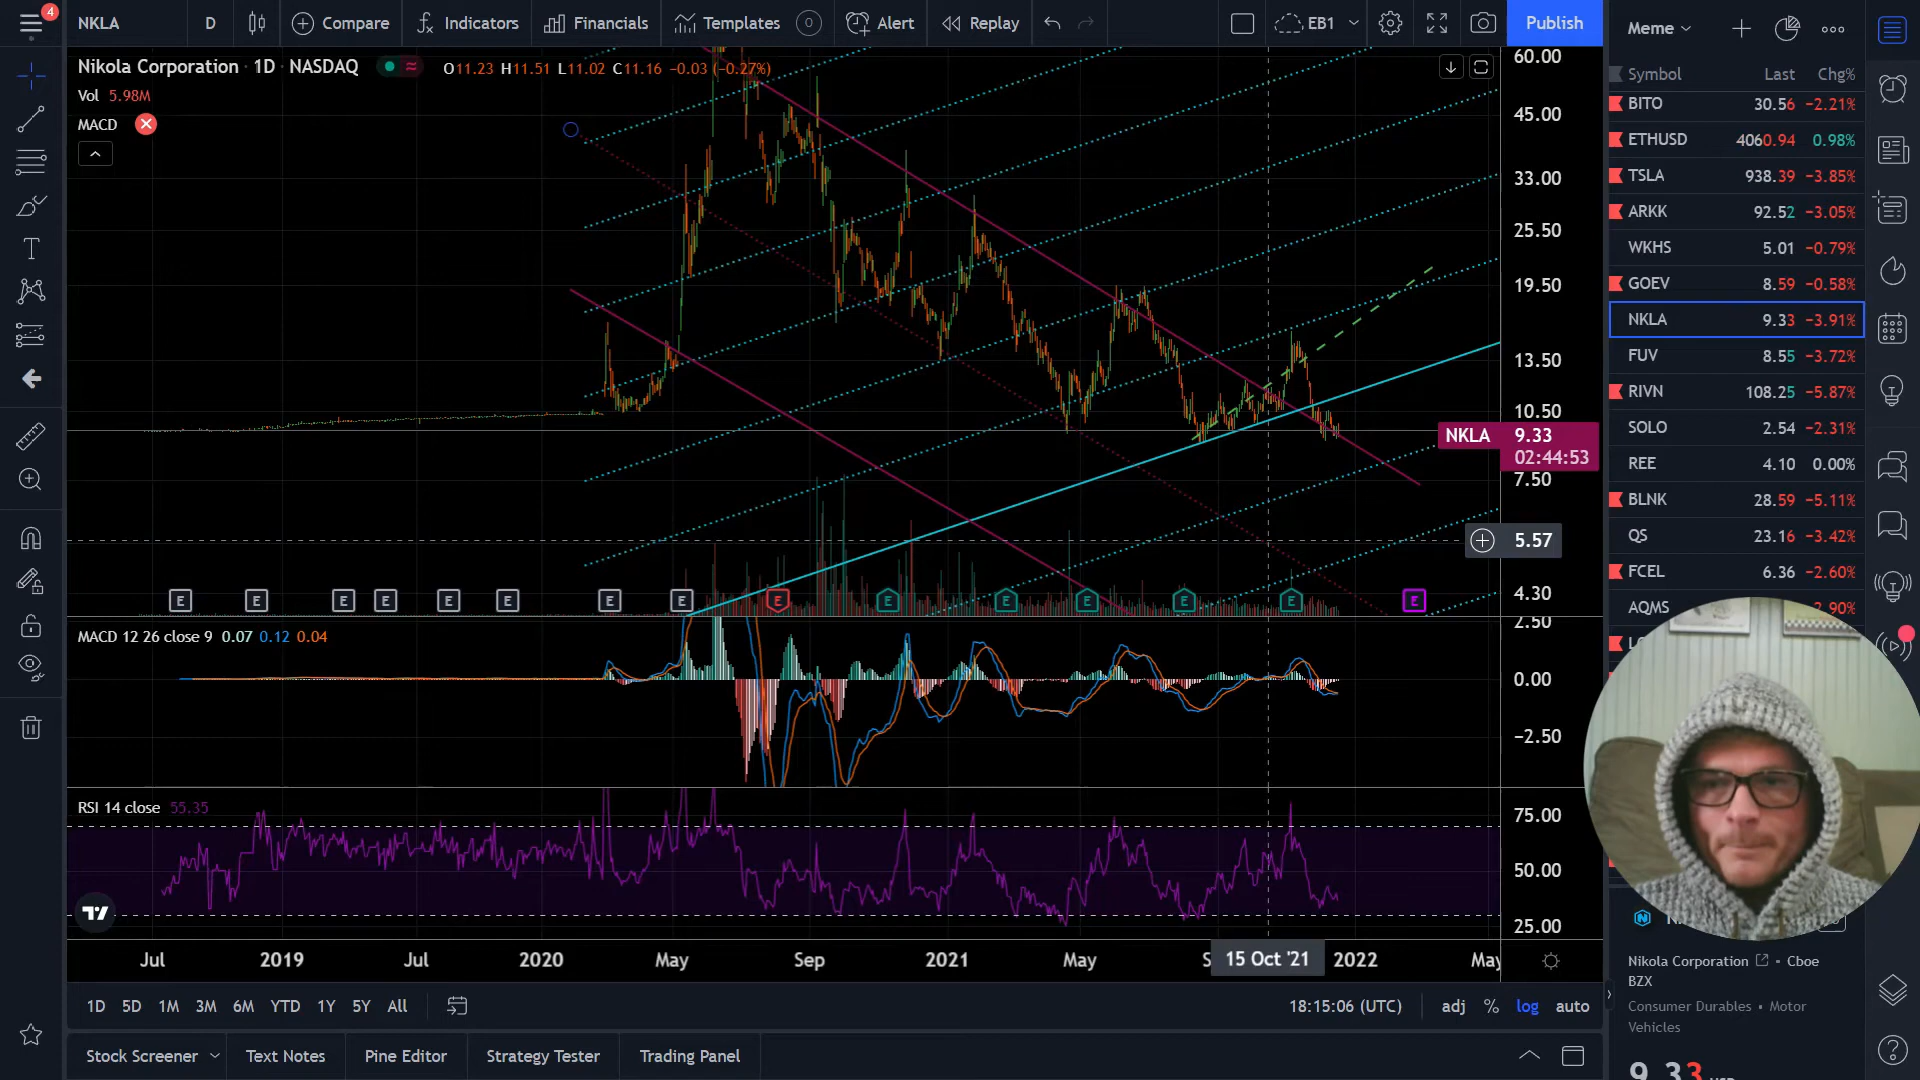 4
NKLA D Compare Indicators Financials Templates 0 Alert Replay EB1 Publish
Nikola Corporation · 1D · NASDAQ O11.23 H11.51 L11.02 C11.16 −0.03 (−0.27%)
Vol 5.98M
MACD
60.00
45.00
33.00
25.50
19.50
13.50
10.50
NKLA 9.33
02:44:53
7.50
5.57
4.30
E E E E E E E E E E E E E E E
MACD 12 26 close 9 0.07 0.12 0.04
2.50
0.00
−2.50
RSI 14 close 55.35
75.00
50.00
25.00
Jul 2019 Jul 2020 May Sep 2021 May S 15 Oct '21 2022 May
1D 5D 1M 3M 6M YTD 1Y 5Y All 18:15:06 (UTC) adj % log auto
Stock Screener Text Notes Pine Editor Strategy Tester Trading Panel
Meme
Symbol Last Chg%
BITO 30.56 −2.21%
ETHUSD 4060.94 0.98%
TSLA 938.39 −3.85%
ARKK 92.52 −3.05%
WKHS 5.01 −0.79%
GOEV 8.59 −0.58%
NKLA 9.33 −3.91%
FUV 8.55 −3.72%
RIVN 108.25 −5.87%
SOLO 2.54 −2.31%
REE 4.10 0.00%
BLNK 28.59 −5.11%
QS 23.16 −3.42%
FCEL 6.36 −2.60%
AQMS 2.90%
Nikola Corporation • Cboe
BZX
Consumer Durables • Motor
Vehicles
9.33